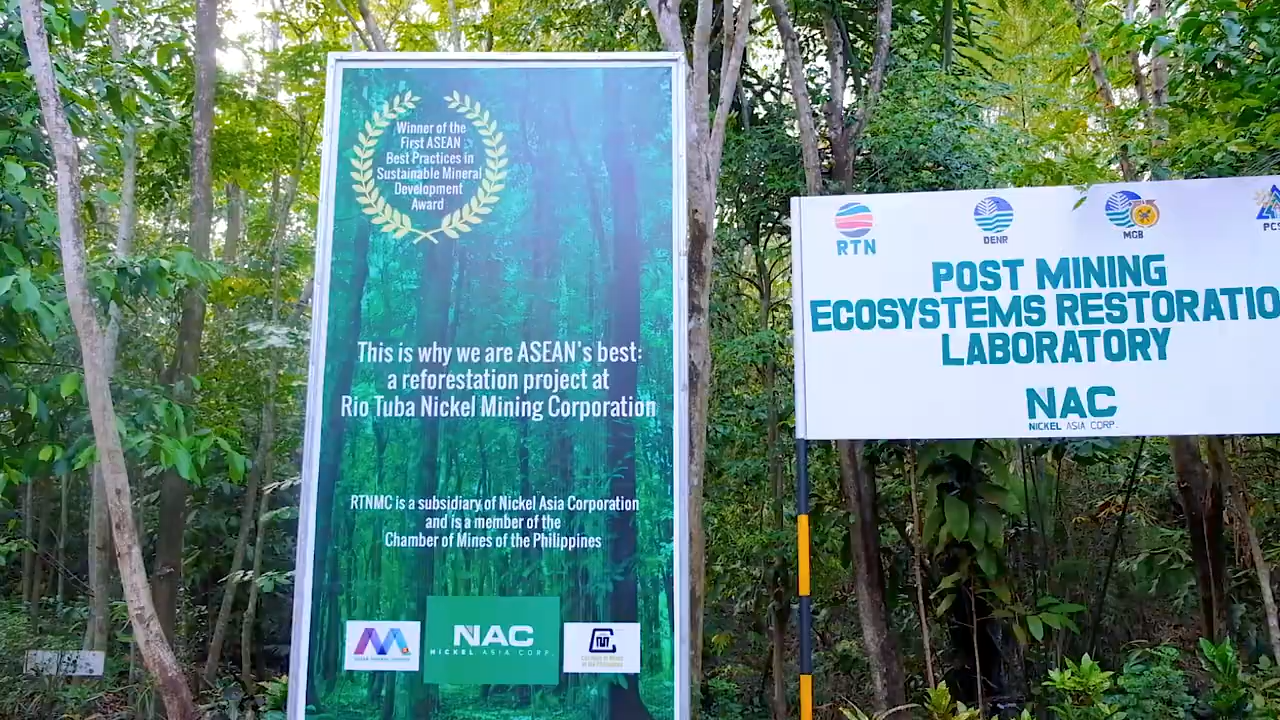 Winner of the
First ASEAN
Best Practices in
Sustainable Mineral
Development
Award
This is why we are ASEAN's best:
a reforestation project at
Rio Tuba Nickel Mining Corporation
RTNMC is a subsidiary of Nickel Asia Corporation
and is a member of the
Chamber of Mines of the Philippines
NAC
NICKEL ASIA CORP.
RTN
DENR
MGB
PCS
POST MINING
ECOSYSTEMS RESTORATIO
LABORATORY
NAC
NICKEL ASIA CORP.